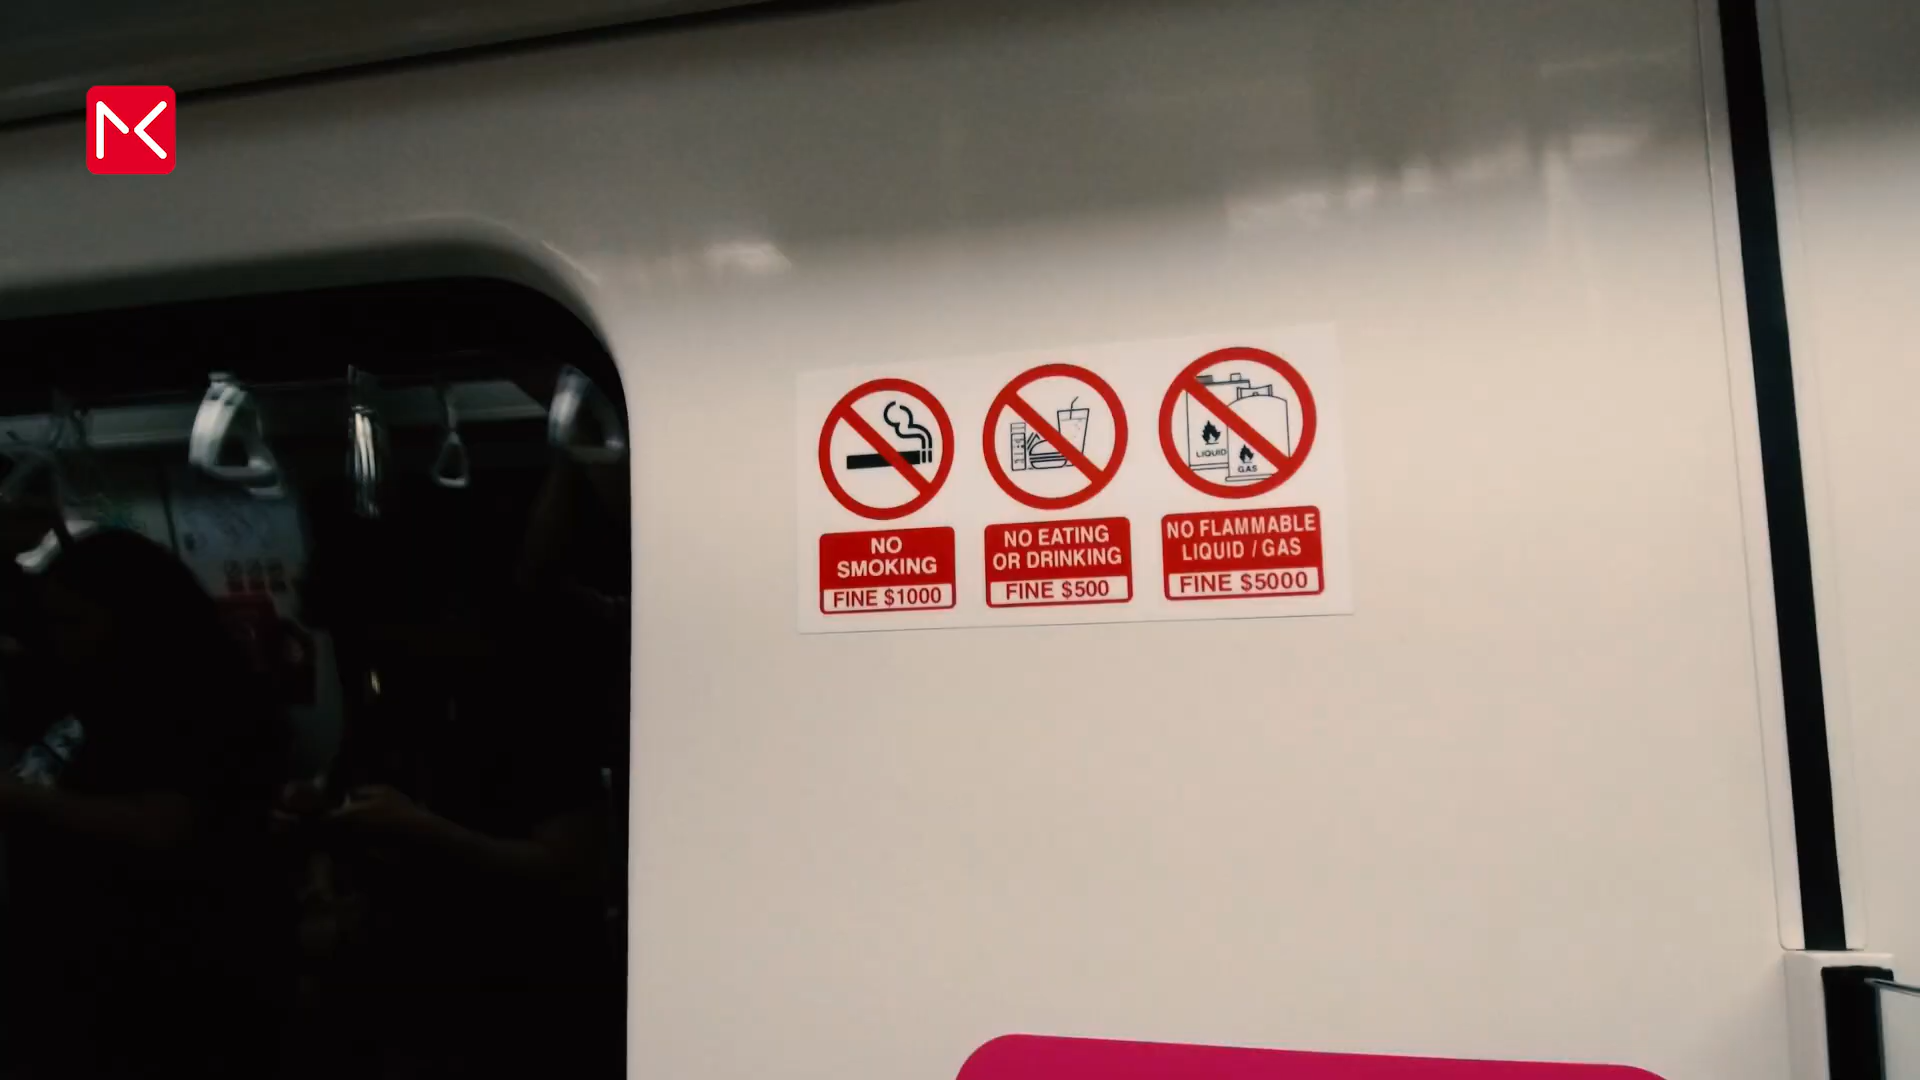 LIQUID
GAS
NO
SMOKING
FINE $1000
NO EATING
OR DRINKING
FINE $500
NO FLAMMABLE
LIQUID / GAS
FINE $5000